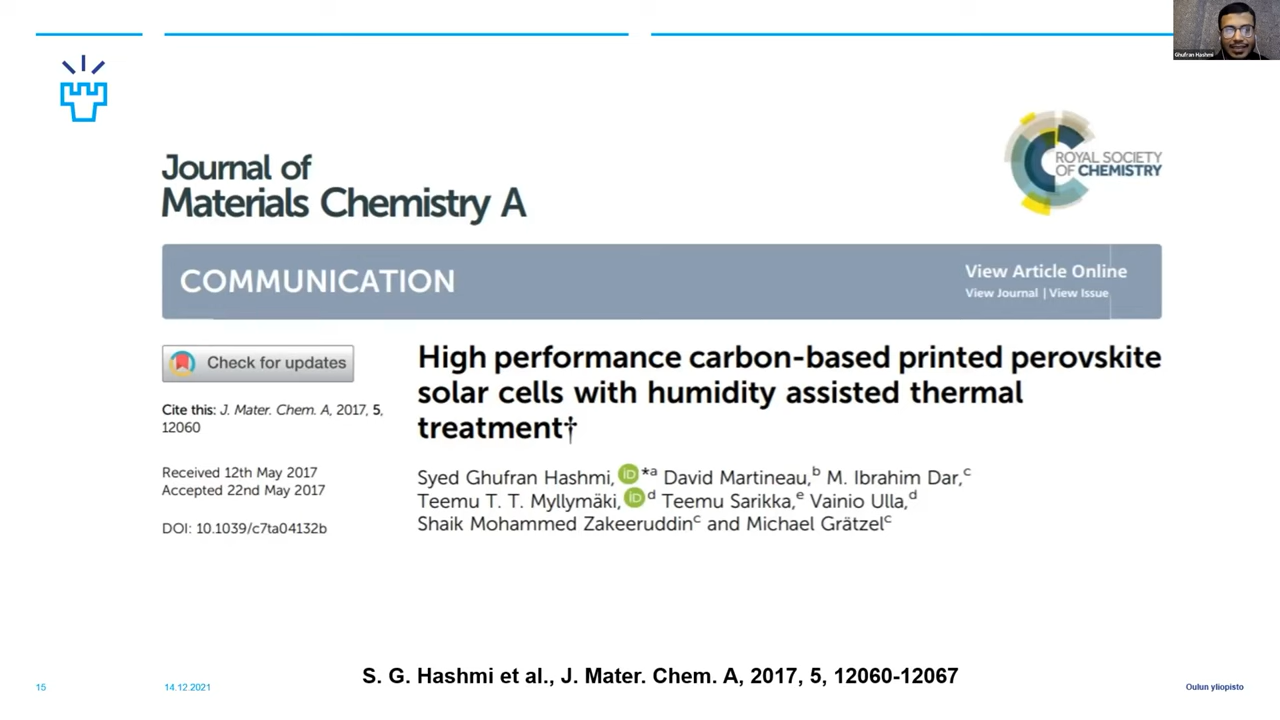 Ghufran Hashmi
Journal of
Materials Chemistry A
ROYAL SOCIETY
OF CHEMISTRY
COMMUNICATION
View Article Online
View Journal | View Issue
Check for updates
High performance carbon-based printed perovskite
solar cells with humidity assisted thermal
treatment†
Cite this: J. Mater. Chem. A, 2017, 5,
12060
Received 12th May 2017
Accepted 22nd May 2017
DOI: 10.1039/c7ta04132b
Syed Ghufran Hashmi, iD *a David Martineau,b M. Ibrahim Dar,c
Teemu T. T. Myllymäki, iD d Teemu Sarikka,e Vainio Ulla,d
Shaik Mohammed Zakeeruddinc and Michael Grätzelc
S. G. Hashmi et al., J. Mater. Chem. A, 2017, 5, 12060-12067
15
14.12.2021
Oulun yliopisto